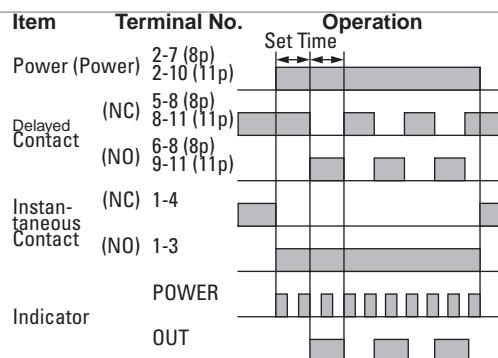 Item Terminal No. Operation
Set Time
Power (Power) 2-7 (8p)
2-10 (11p)
Delayed
Contact
(NC) 5-8 (8p)
8-11 (11p)
(NO) 6-8 (8p)
9-11 (11p)
Instan-
taneous
Contact
(NC) 1-4
(NO) 1-3
Indicator
POWER
OUT